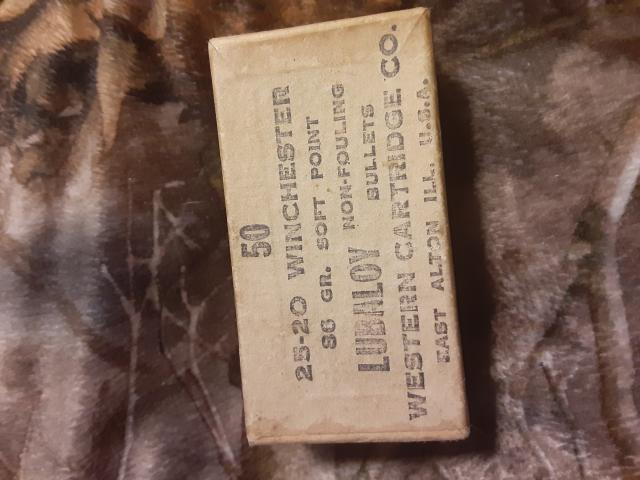 50
25-20 WINCHESTER
86 GR. SOFT POINT
LUBALOY NON-FOULING BULLETS
WESTERN CARTRIDGE CO.
EAST ALTON ILL. U.S.A.